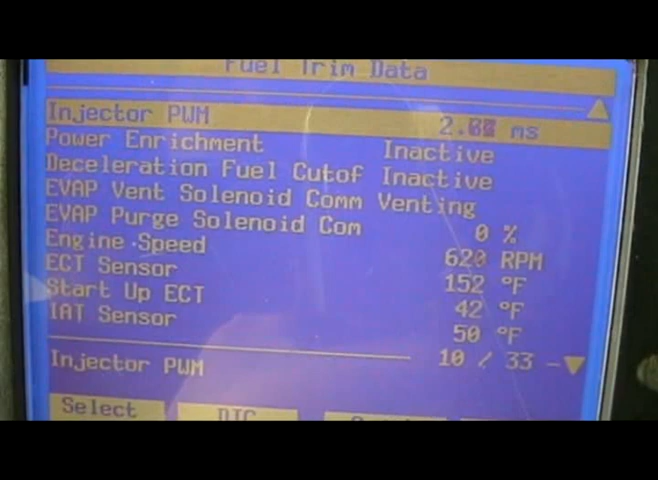 Fuel Trim Data
Injector PWM 2. ms
Power Enrichment Inactive
Deceleration Fuel Cutof Inactive
EVAP Vent Solenoid Comm Venting
EVAP Purge Solenoid Com 0 %
Engine Speed 620 RPM
ECT Sensor 152 °F
Start Up ECT 42 °F
IAT Sensor 50 °F
Injector PWM 10 / 33
Select DTC